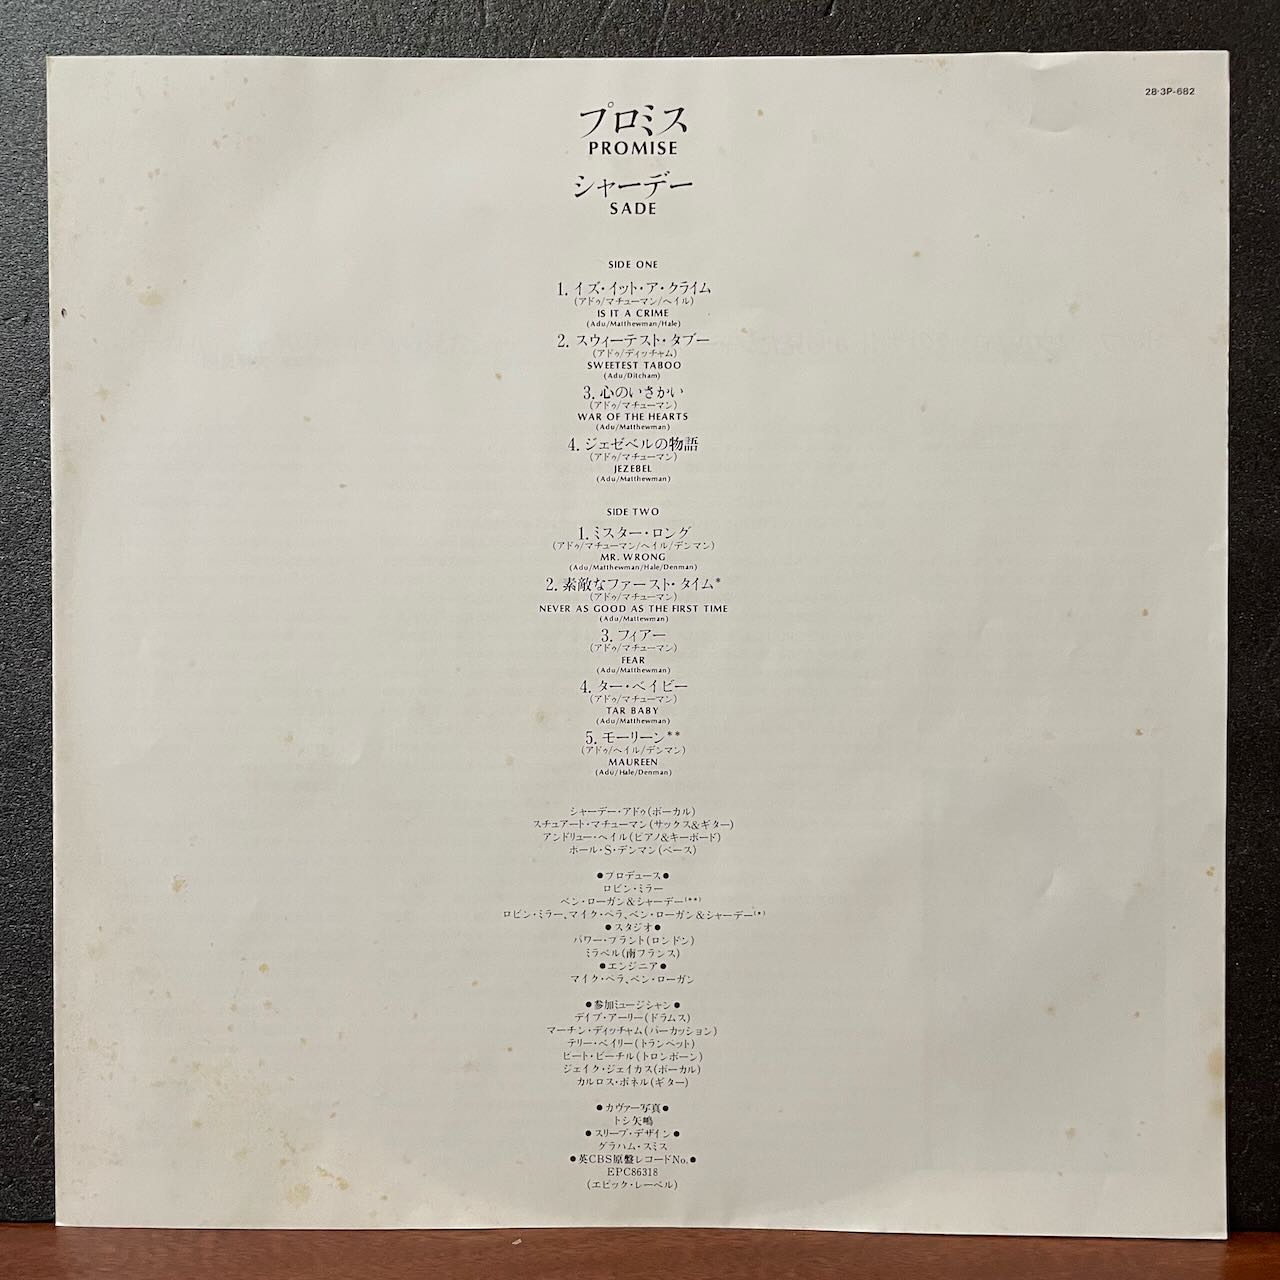 28・3P-682
プロミス
PROMISE
シャーデー
SADE
SIDE ONE
1. イズ・イット・ア・クライム
(アドゥ/マチューマン/ヘイル)
IS IT A CRIME
(Adu/Matthewman/Hale)
2. スウィーテスト・タブー
(アドゥ/ディッチャム)
SWEETEST TABOO
(Adu/Ditcham)
3. 心のいさかい
(アドゥ/マチューマン)
WAR OF THE HEARTS
(Adu/Matthewman)
4. ジェゼベルの物語
(アドゥ/マチューマン)
JEZEBEL
(Adu/Matthewman)
SIDE TWO
1. ミスター・ロング
(アドゥ/マチューマン/ヘイル/デンマン)
MR. WRONG
(Adu/Matthewman/Hale/Denman)
2. 素敵なファースト・タイム*
(アドゥ/マチューマン)
NEVER AS GOOD AS THE FIRST TIME
(Adu/Mattewman)
3. フィアー
(アドゥ/マチューマン)
FEAR
(Adu/Matthewman)
4. ター・ベイビー
(アドゥ/マチューマン)
TAR BABY
(Adu/Matthewman)
5. モーリーン**
(アドゥ/ヘイル/デンマン)
MAUREEN
(Adu/Hale/Denman)
シャーデー・アドゥ(ボーカル)
スチュアート・マチューマン(サックス&ギター)
アンドリュー・ヘイル(ピアノ&キーボード)
ポール・S・デンマン(ベース)
●プロデュース●
ロビン・ミラー
ベン・ローガン&シャーデー(**)
ロビン・ミラー、マイク・ペラ、ベン・ローガン&シャーデー(*)
●スタジオ●
パワー・プラント(ロンドン)
ミラベル(南フランス)
●エンジニア●
マイク・ペラ、ベン・ローガン
●参加ミュージシャン●
デイブ・アーリー(ドラムス)
マーチン・ディッチャム(パーカッション)
テリー・ベイリー(トランペット)
ピート・ビーチル(トロンボーン)
ジェイク・ジェイカス(ボーカル)
カルロス・ボネル(ギター)
●カヴァー写真●
トシ矢嶋
●スリーブ・デザイン●
グラハム・スミス
●英CBS原盤レコードNo.●
EPC86318
(エピック・レーベル)